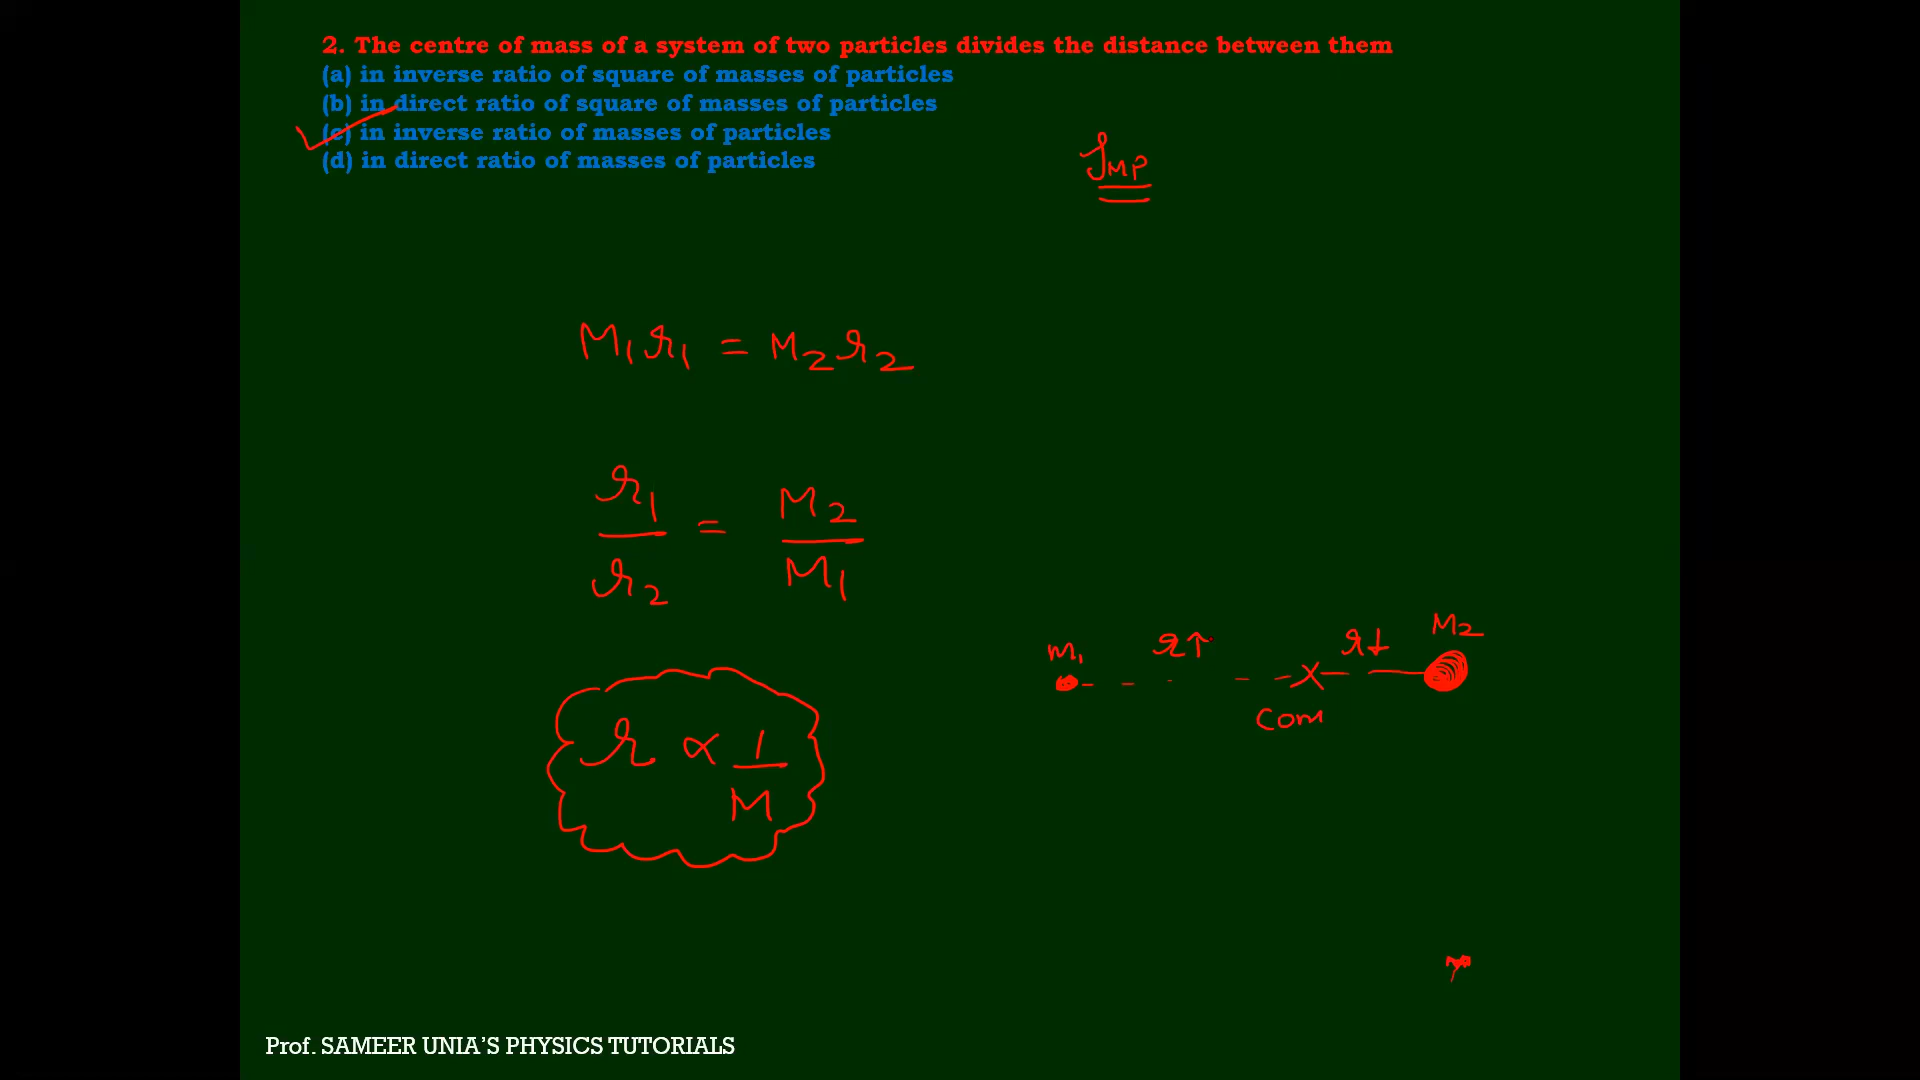 2. The centre of mass of a system of two particles divides the distance between them
(a) in inverse ratio of square of masses of particles
(b) in direct ratio of square of masses of particles
(c) in inverse ratio of masses of particles
(d) in direct ratio of masses of particles
Imp
M₁r₁ = M₂r₂
r₁/r₂ = M₂/M₁
r ∝ 1/M
m₁ r↑ r↓ M₂
com
Prof. SAMEER UNIA'S PHYSICS TUTORIALS